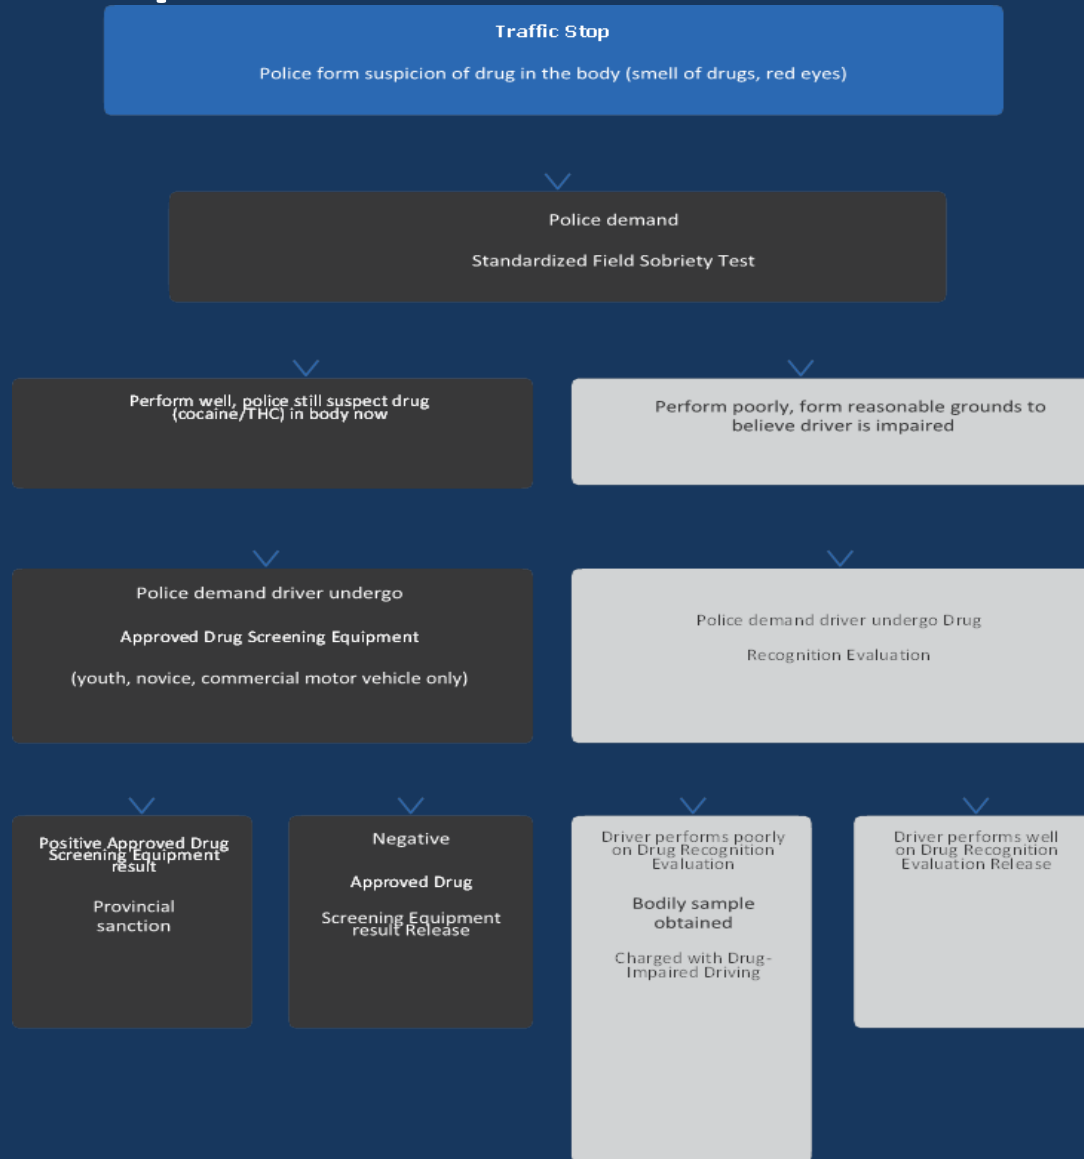 Traffic Stop
Police form suspicion of drug in the body (smell of drugs, red eyes)
Police demand
Standardized Field Sobriety Test
Perform well, police still suspect drug
(cocaine/THC) in body now
Perform poorly, form reasonable grounds to
believe driver is impaired
Police demand driver undergo
Approved Drug Screening Equipment
(youth, novice, commercial motor vehicle only)
Police demand driver undergo Drug
Recognition Evaluation
Positive Approved Drug
Screening Equipment
result
Provincial
sanction
Negative
Approved Drug
Screening Equipment
result Release
Driver performs poorly
on Drug Recognition
Evaluation
Bodily sample
obtained
Charged with Drug-
Impaired Driving
Driver performs well
on Drug Recognition
Evaluation Release